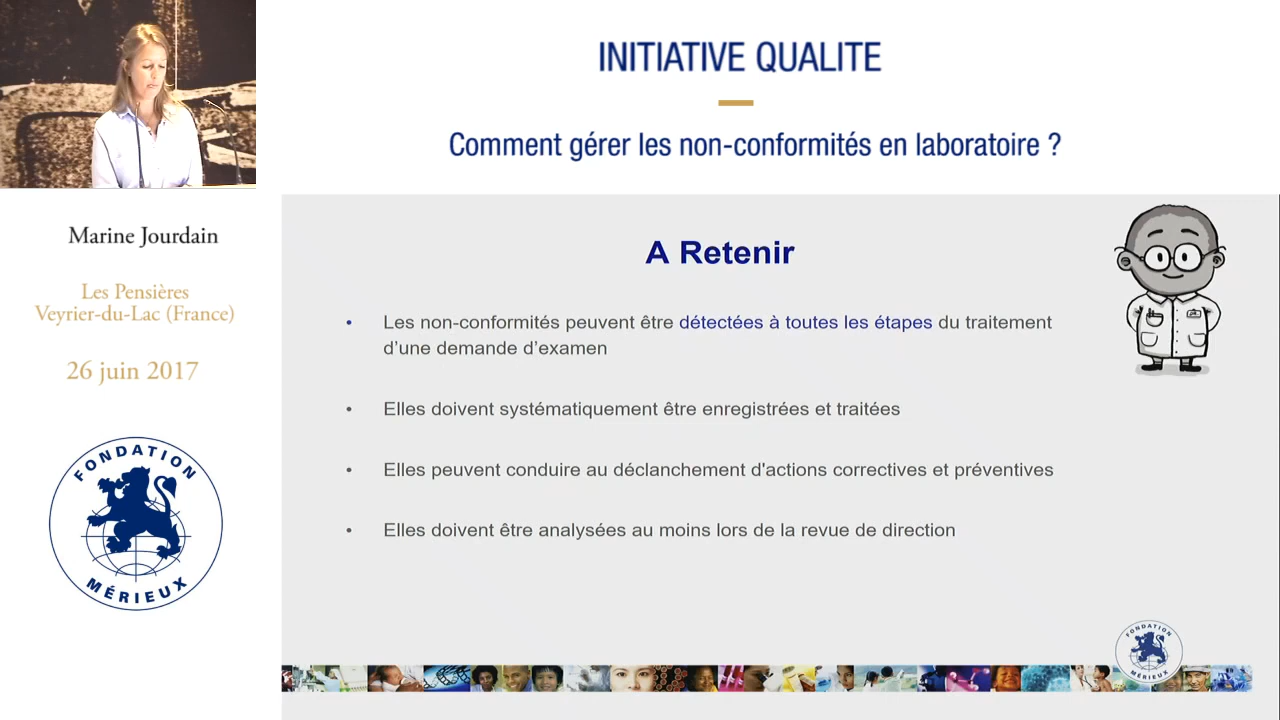 INITIATIVE QUALITE
Comment gérer les non-conformités en laboratoire ?
Marine Jourdain
Les Pensières
Veyrier-du-Lac (France)
26 juin 2017
FONDATION
MÉRIEUX
A Retenir
• Les non-conformités peuvent être détectées à toutes les étapes du traitement
d'une demande d'examen
• Elles doivent systématiquement être enregistrées et traitées
• Elles peuvent conduire au déclanchement d'actions correctives et préventives
• Elles doivent être analysées au moins lors de la revue de direction
FONDATION
MÉRIEUX